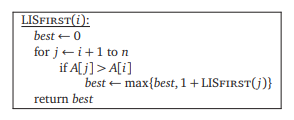 LISFIRST(i):
best ← 0
for j ← i + 1 to n
if A[j] > A[i]
best ← max{best, 1 + LISFIRST(j)}
return best